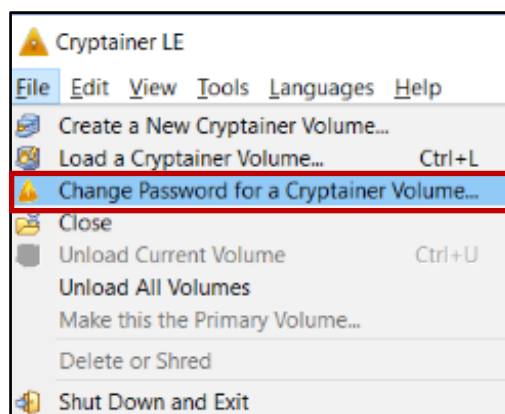 Cryptainer LE
File Edit View Tools Languages Help
Create a New Cryptainer Volume...
Load a Cryptainer Volume... Ctrl+L
Change Password for a Cryptainer Volume...
Close
Unload Current Volume Ctrl+U
Unload All Volumes
Make this the Primary Volume...
Delete or Shred
Shut Down and Exit